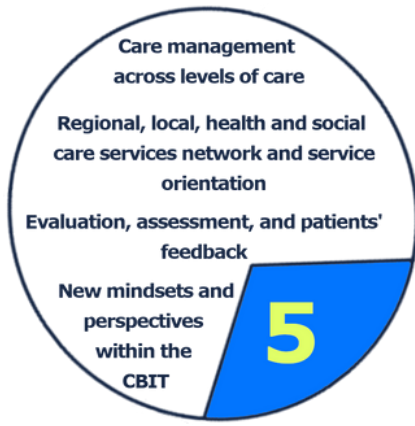 Care management
across levels of care
Regional, local, health and social
care services network and service
orientation
Evaluation, assessment, and patients'
feedback
New mindsets and
perspectives
within the
CBIT
5